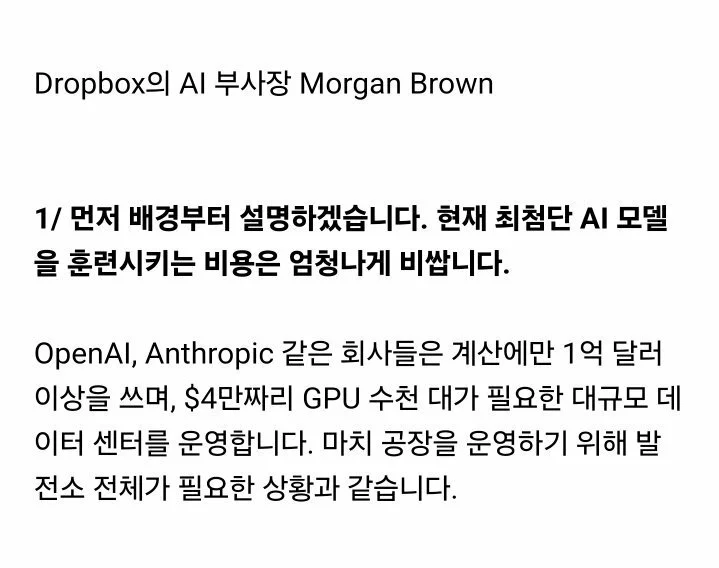 Dropbox의 AI 부사장 Morgan Brown
1/ 먼저 배경부터 설명하겠습니다. 현재 최첨단 AI 모델
을 훈련시키는 비용은 엄청나게 비쌉니다.
OpenAI, Anthropic 같은 회사들은 계산에만 1억 달러
이상을 쓰며, $4만짜리 GPU 수천 대가 필요한 대규모 데
이터 센터를 운영합니다. 마치 공장을 운영하기 위해 발
전소 전체가 필요한 상황과 같습니다.